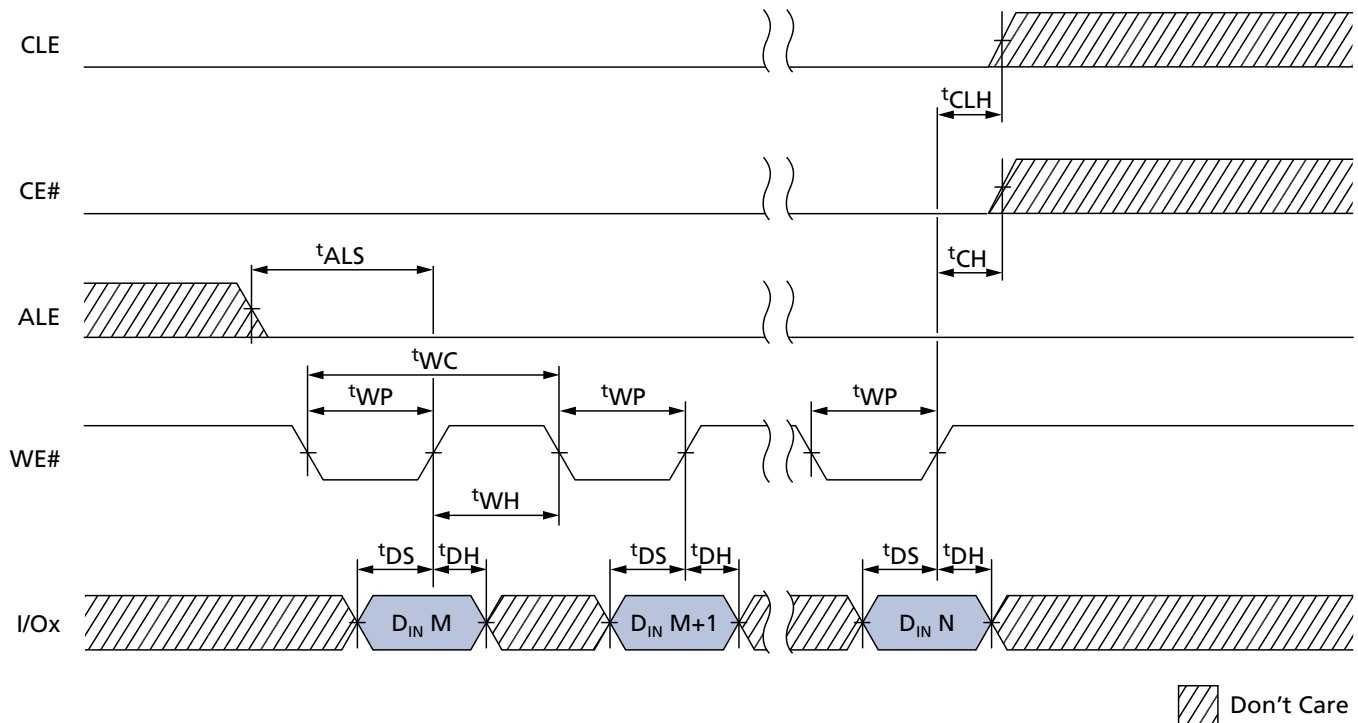 CLE
tCLH
CE#
tCH
tALS
ALE
tWC
tWP tWP tWP
WE#
tWH
tDS tDH tDS tDH tDS tDH
I/Ox DIN M DIN M+1 DIN N
Don't Care